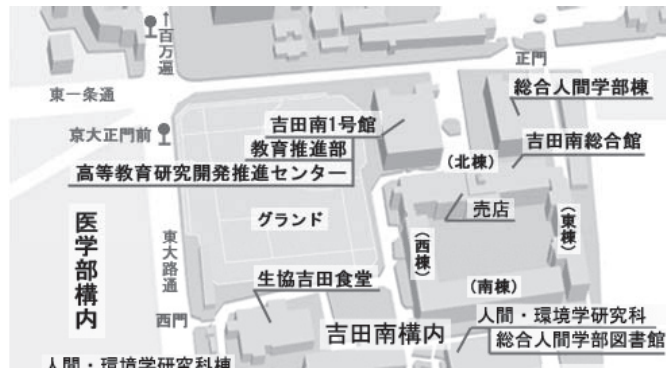 ↑百万遍
正門
東一条通
総合人間学部棟
京大正門前
吉田南1号館
教育推進部
高等教育研究開発推進センター
吉田南総合館
(北棟)
売店
グランド
(西棟)
(東棟)
医学部構内
東大路通
生協吉田食堂
(南棟)
西門
吉田南構内
人間・環境学研究科
総合人間学部図書館
人間・環境学研究科棟